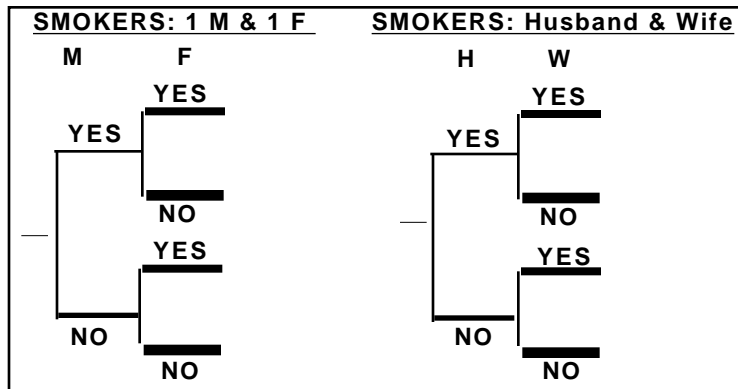 SMOKERS: 1 M & 1 F
M F
YES
YES
NO
YES
NO
NO
SMOKERS: Husband & Wife
H W
YES
YES
NO
YES
NO
NO